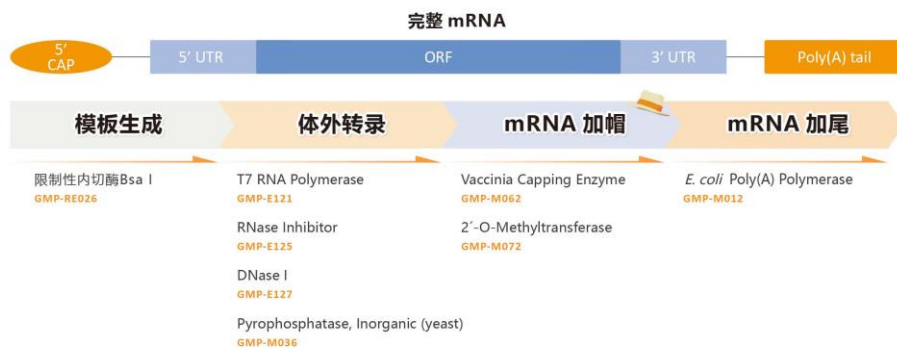 完整 mRNA
5′
CAP
5′ UTR
ORF
3′ UTR
Poly(A) tail
模板生成
体外转录
mRNA 加帽
mRNA 加尾
限制性内切酶Bsa I
GMP-RE026
T7 RNA Polymerase
GMP-E121
RNase Inhibitor
GMP-E125
DNase I
GMP-E127
Pyrophosphatase, Inorganic (yeast)
GMP-M036
Vaccinia Capping Enzyme
GMP-M062
2´-O-Methyltransferase
GMP-M072
E. coli Poly(A) Polymerase
GMP-M012